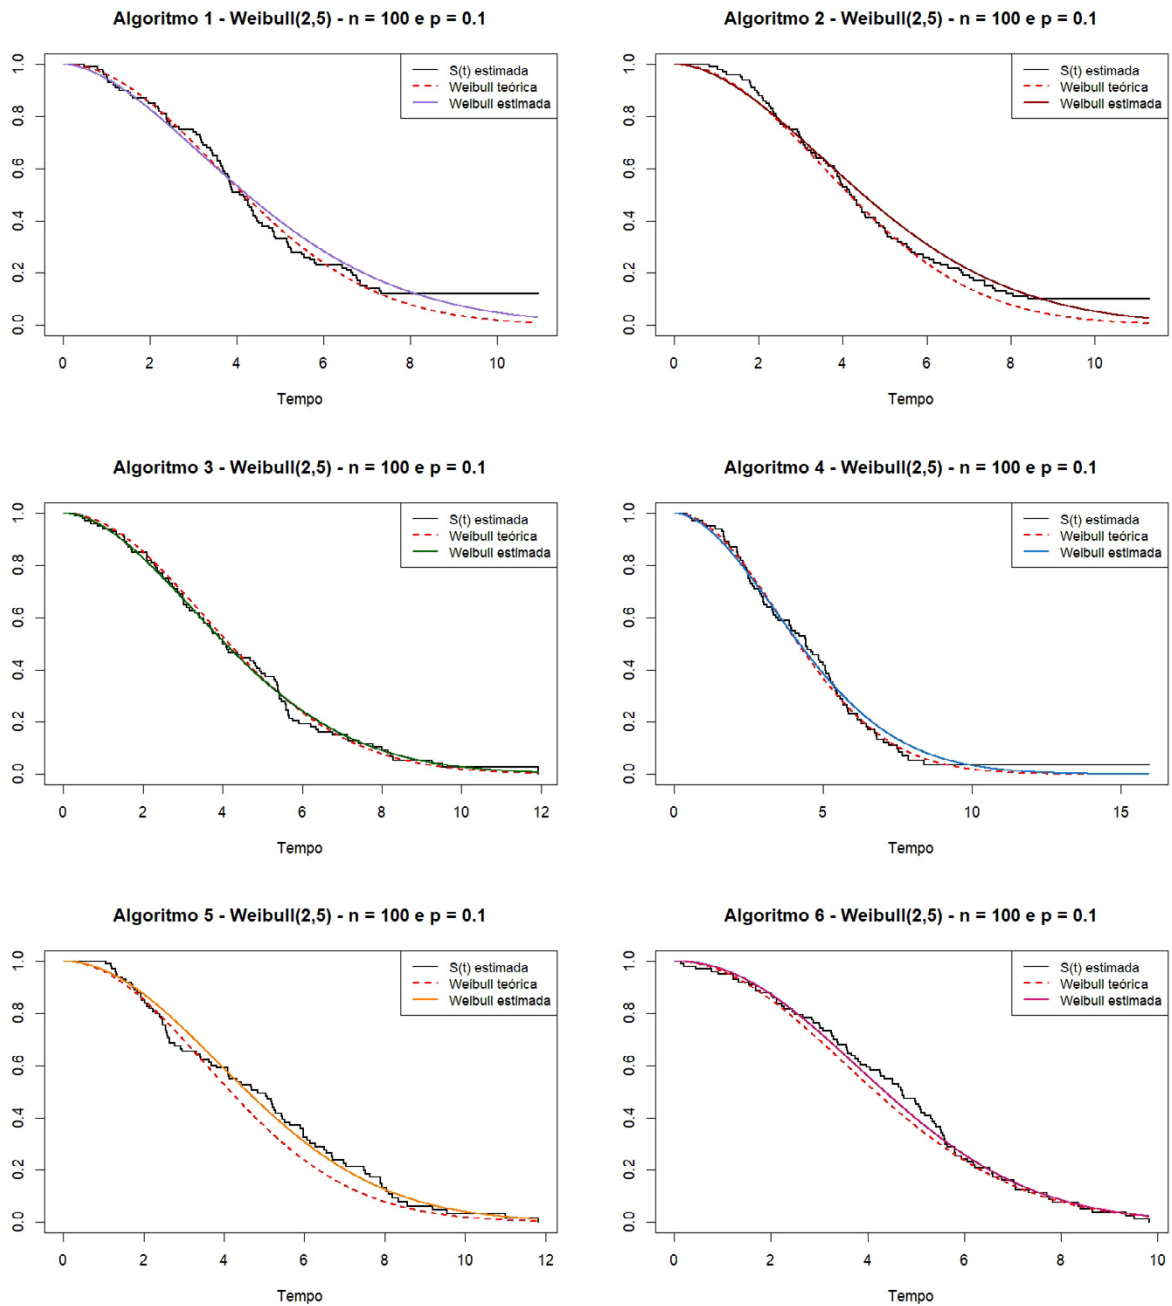 Algoritmo 1 - Weibull(2,5) - n = 100 e p = 0.1
S(t) estimada
Weibull teórica
Weibull estimada
0.0 0.2 0.4 0.6 0.8 1.0
0 2 4 6 8 10
Tempo
Algoritmo 2 - Weibull(2,5) - n = 100 e p = 0.1
S(t) estimada
Weibull teórica
Weibull estimada
0.0 0.2 0.4 0.6 0.8 1.0
0 2 4 6 8 10
Tempo
Algoritmo 3 - Weibull(2,5) - n = 100 e p = 0.1
S(t) estimada
Weibull teórica
Weibull estimada
0.0 0.2 0.4 0.6 0.8 1.0
0 2 4 6 8 10 12
Tempo
Algoritmo 4 - Weibull(2,5) - n = 100 e p = 0.1
S(t) estimada
Weibull teórica
Weibull estimada
0.0 0.2 0.4 0.6 0.8 1.0
0 5 10 15
Tempo
Algoritmo 5 - Weibull(2,5) - n = 100 e p = 0.1
S(t) estimada
Weibull teórica
Weibull estimada
0.0 0.2 0.4 0.6 0.8 1.0
0 2 4 6 8 10 12
Tempo
Algoritmo 6 - Weibull(2,5) - n = 100 e p = 0.1
S(t) estimada
Weibull teórica
Weibull estimada
0.0 0.2 0.4 0.6 0.8 1.0
0 2 4 6 8 10
Tempo